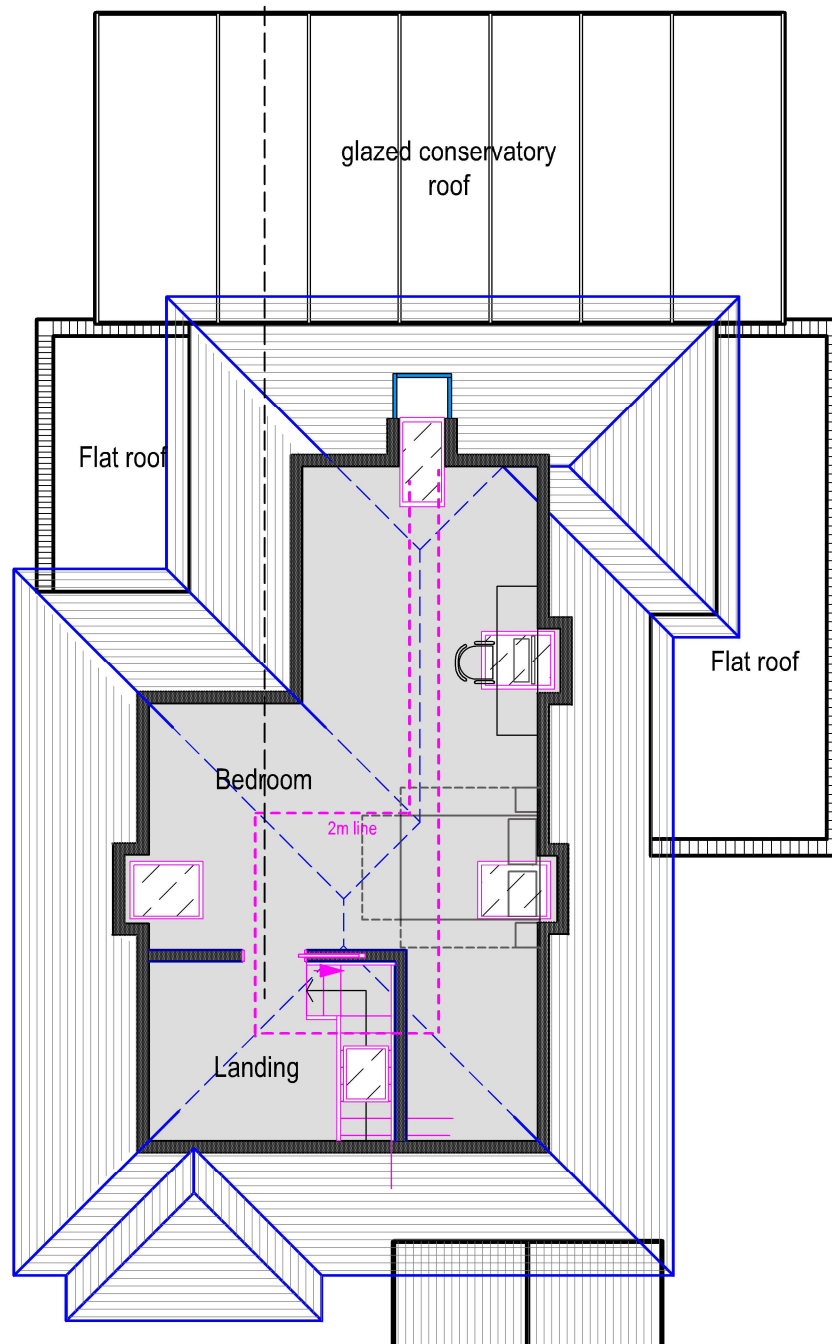 glazed conservatory
roof
Flat roof
Flat roof
Bedroom
2m line
Landing